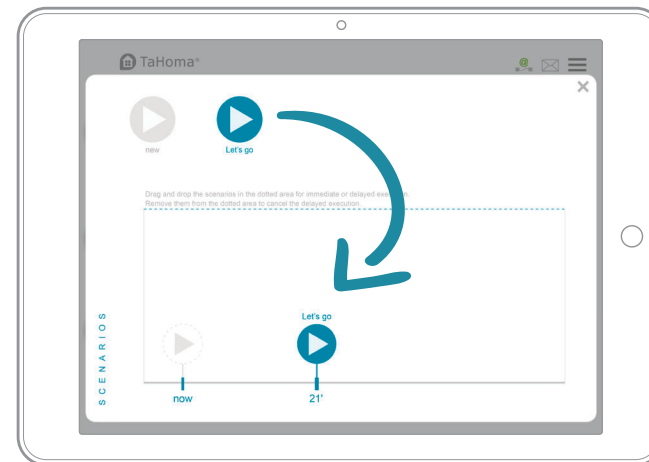 TaHoma®
@
new
Let's go
Drag and drop the scenarios in the dotted area for immediate or delayed execution.
Remove them from the dotted area to cancel the delayed execution
Let's go
SCENARIOS
now
21'